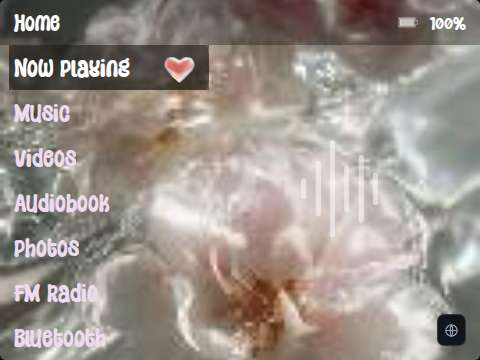 Home
100%
Now Playing
Music
Videos
Audiobook
Photos
FM Radio
Bluetooth